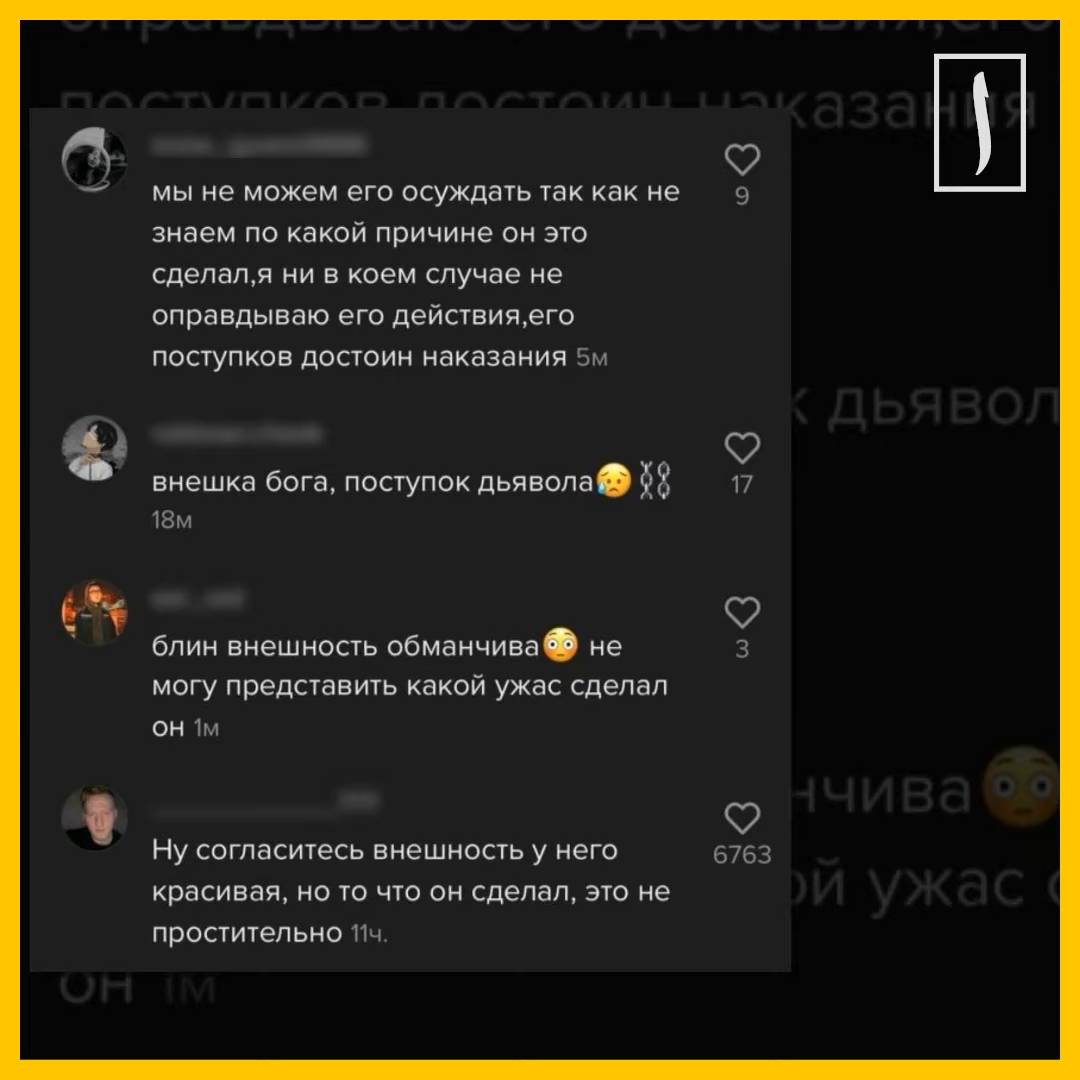 мы не можем его осуждать так как не
9
знаем по какой причине он это
сделал,я ни в коем случае не
оправдываю его действия,его
поступков достоин наказания 5м
внешка бога, поступок дьявола😥⛓️
17
18м
блин внешность обманчива😳 не
3
могу представить какой ужас сделал
он 1м
Ну согласитесь внешность у него
6763
красивая, но то что он сделал, это не
простительно 11ч.